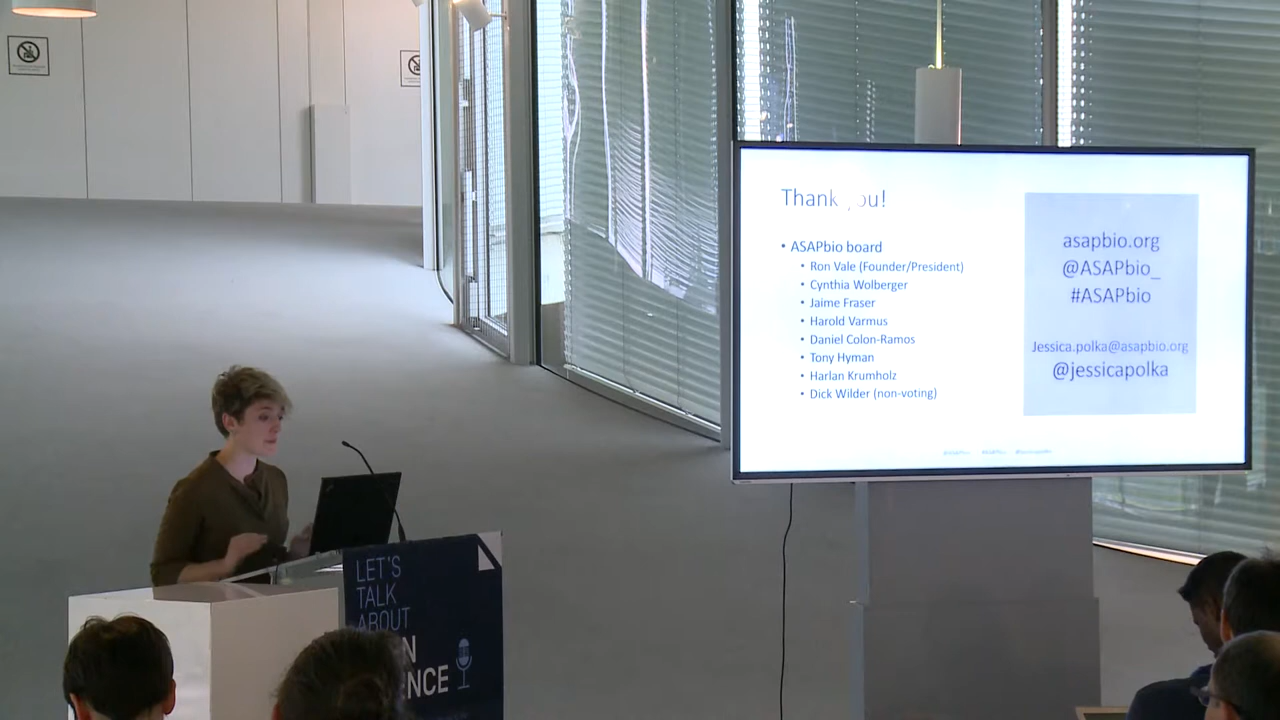 Thank you!
• ASAPbio board
• Ron Vale (Founder/President)
• Cynthia Wolberger
• Jaime Fraser
• Harold Varmus
• Daniel Colon-Ramos
• Tony Hyman
• Harlan Krumholz
• Dick Wilder (non-voting)
asapbio.org
@ASAPbio_
#ASAPbio
Jessica.polka@asapbio.org
@jessicapolka
LET'S
TALK
ABOUT
N
NCE